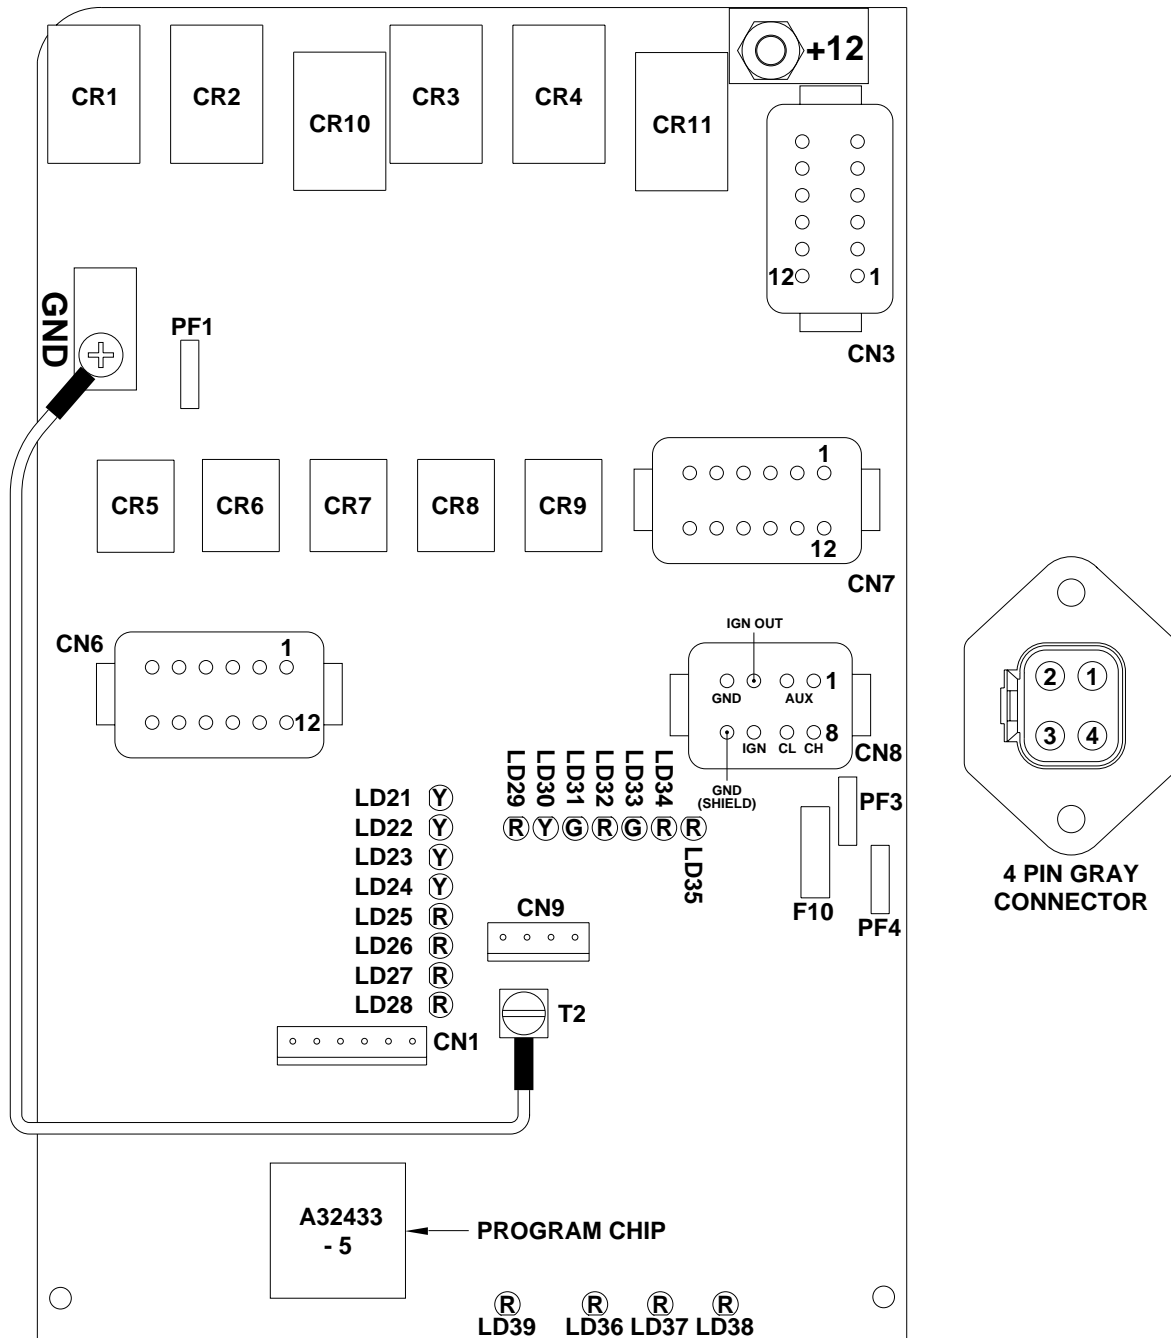 +12
CR1
CR2
CR10
CR3
CR4
CR11
12
1
CN3
GND
PF1
CR5
CR6
CR7
CR8
CR9
1
12
CN7
CN6
1
12
IGN OUT
GND
AUX
1
IGN
CL
CH
8
GND
(SHIELD)
CN8
2
1
3
4
4 PIN GRAY
CONNECTOR
LD29
LD30
LD31
LD32
LD33
LD34
R
Y
G
R
G
R
R
LD35
PF3
F10
PF4
LD21 Y
LD22 Y
LD23 Y
LD24 Y
LD25 R
LD26 R
LD27 R
LD28 R
CN9
T2
CN1
A32433
- 5
PROGRAM CHIP
R
R
R
R
LD39
LD36
LD37
LD38